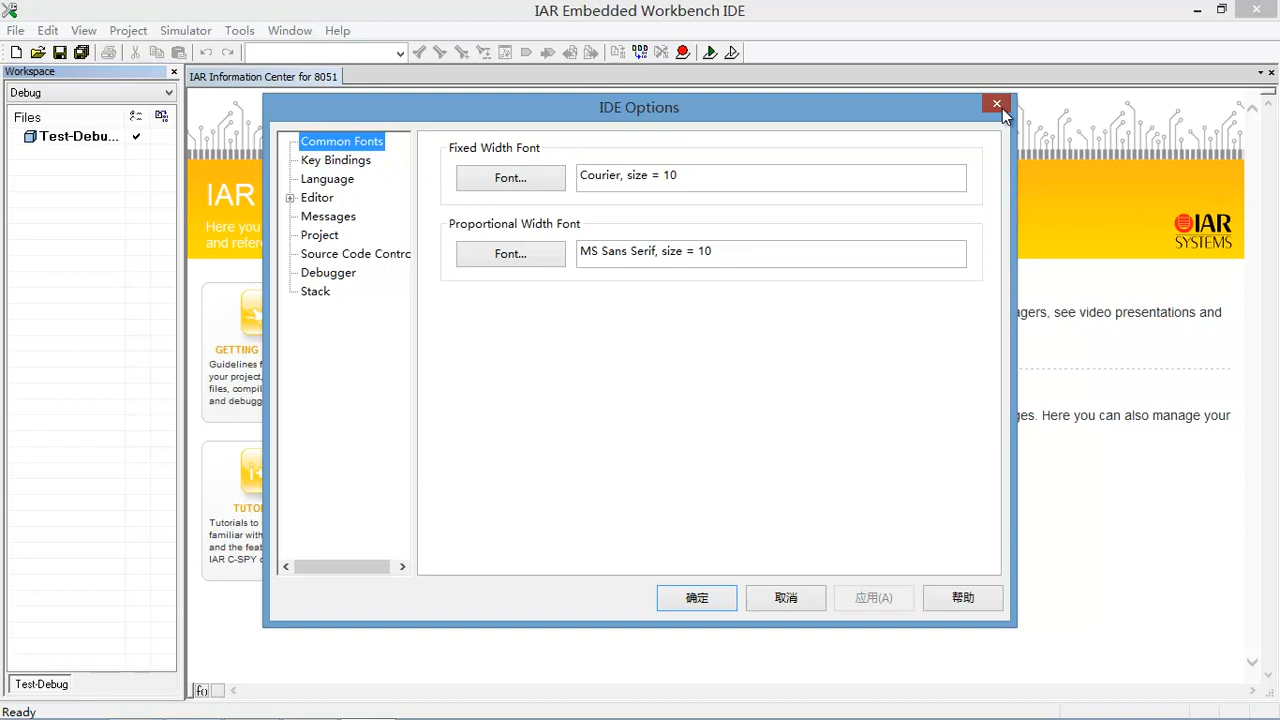 IAR Embedded Workbench IDE
File Edit View Project Simulator Tools Window Help
Workspace
IAR Information Center for 8051
Debug
Files
Test-Debu...
IDE Options
Common Fonts
Key Bindings
Language
Editor
Messages
Project
Source Code Contro
Debugger
Stack
Fixed Width Font
Font...
Courier, size = 10
Proportional Width Font
Font...
MS Sans Serif, size = 10
确定
取消
应用(A)
帮助
IAR
Here you
and refere
IAR
SYSTEMS
agers, see video presentations and
ges. Here you can also manage your
GETTING
Guidelines f
your project,
files, compil
and debugg
TUTO
Tutorials to
familiar with
and the feat
IAR C-SPY
Test-Debug
f()
Ready